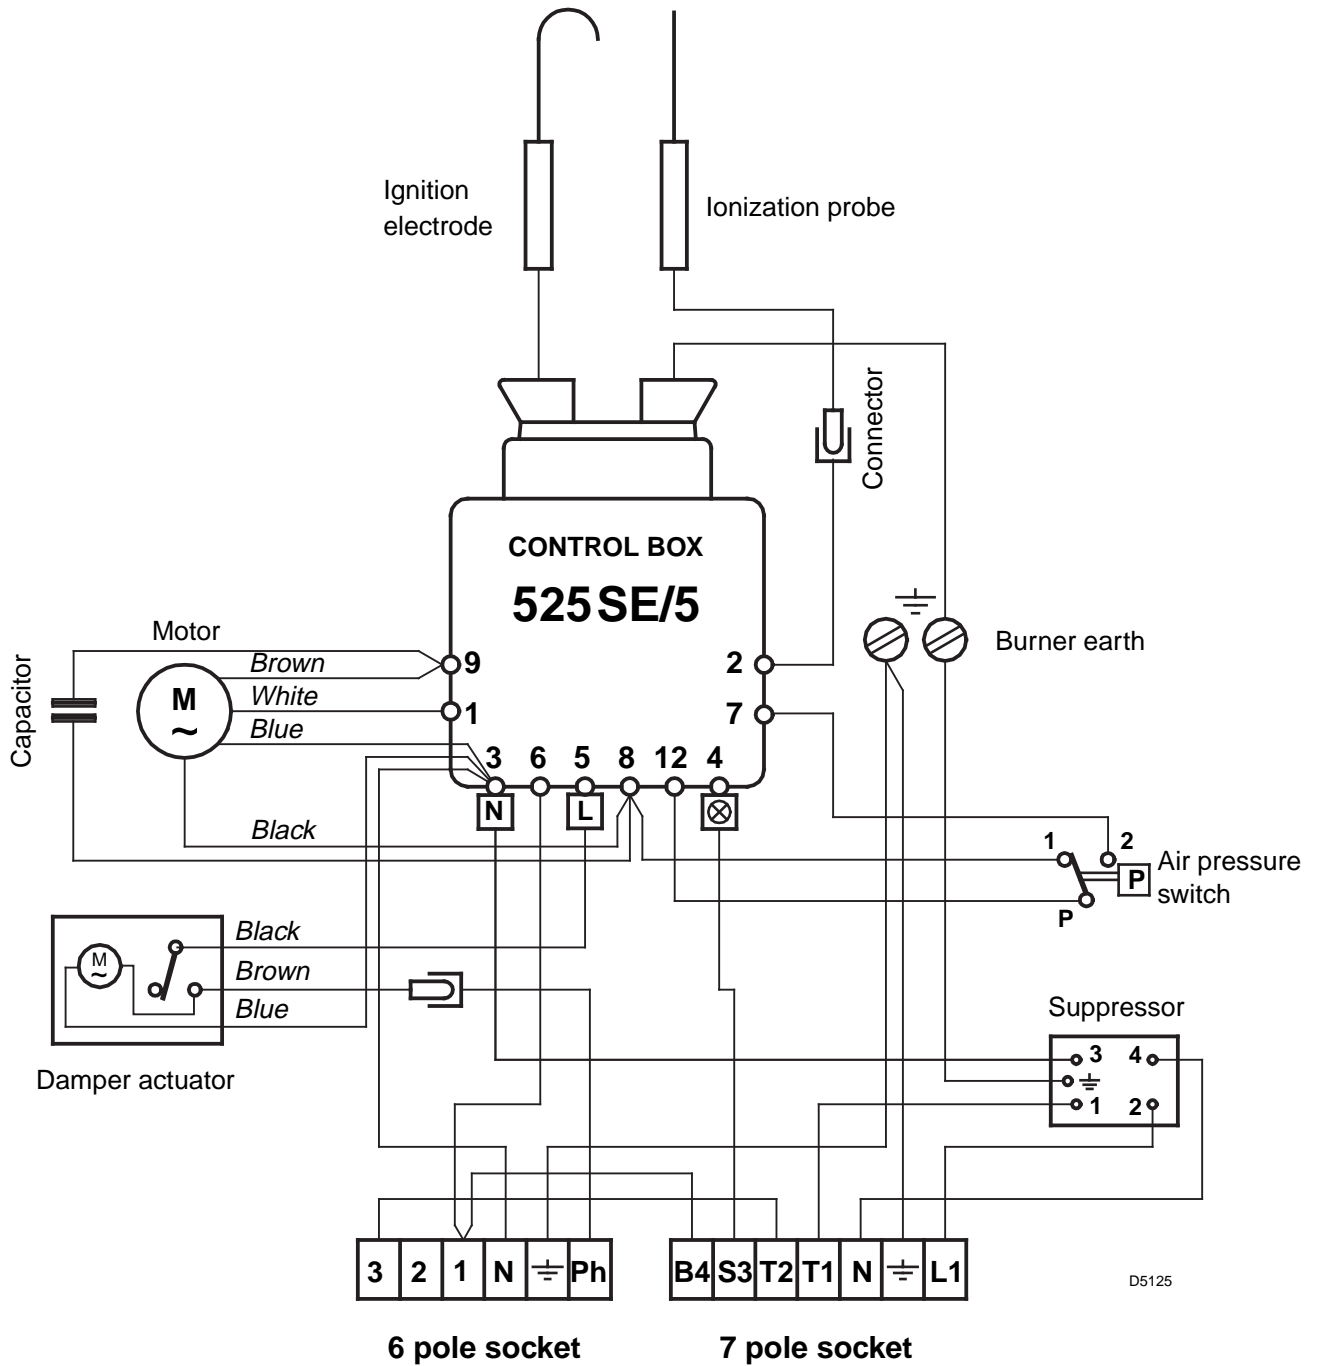 Ignition
electrode
Ionization probe
Connector
CONTROL BOX
525 SE/5
Burner earth
Motor
Capacitor
M
~
Brown
White
Blue
Black
9
1
2
7
3 6 5 8 12 4
N L
1 2
P
P
Air pressure
switch
M
~
Black
Brown
Blue
Damper actuator
Suppressor
3 4
1 2
3 2 1 N Ph
B4 S3 T2 T1 N L1
D5125
6 pole socket
7 pole socket